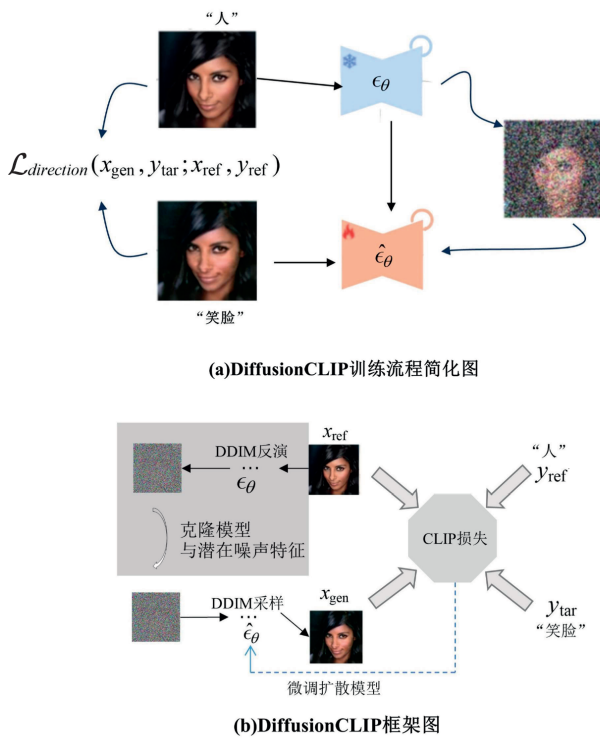 “人”
ϵθ
ℒdirection(xgen, ytar; xref, yref)
ϵ̂θ
“笑脸”
(a)DiffusionCLIP训练流程简化图
xref
DDIM反演
...
ϵθ
“人”
yref
克隆模型
与潜在噪声特征
CLIP损失
xgen
DDIM采样
...
ϵ̂θ
ytar
“笑脸”
微调扩散模型
(b)DiffusionCLIP框架图